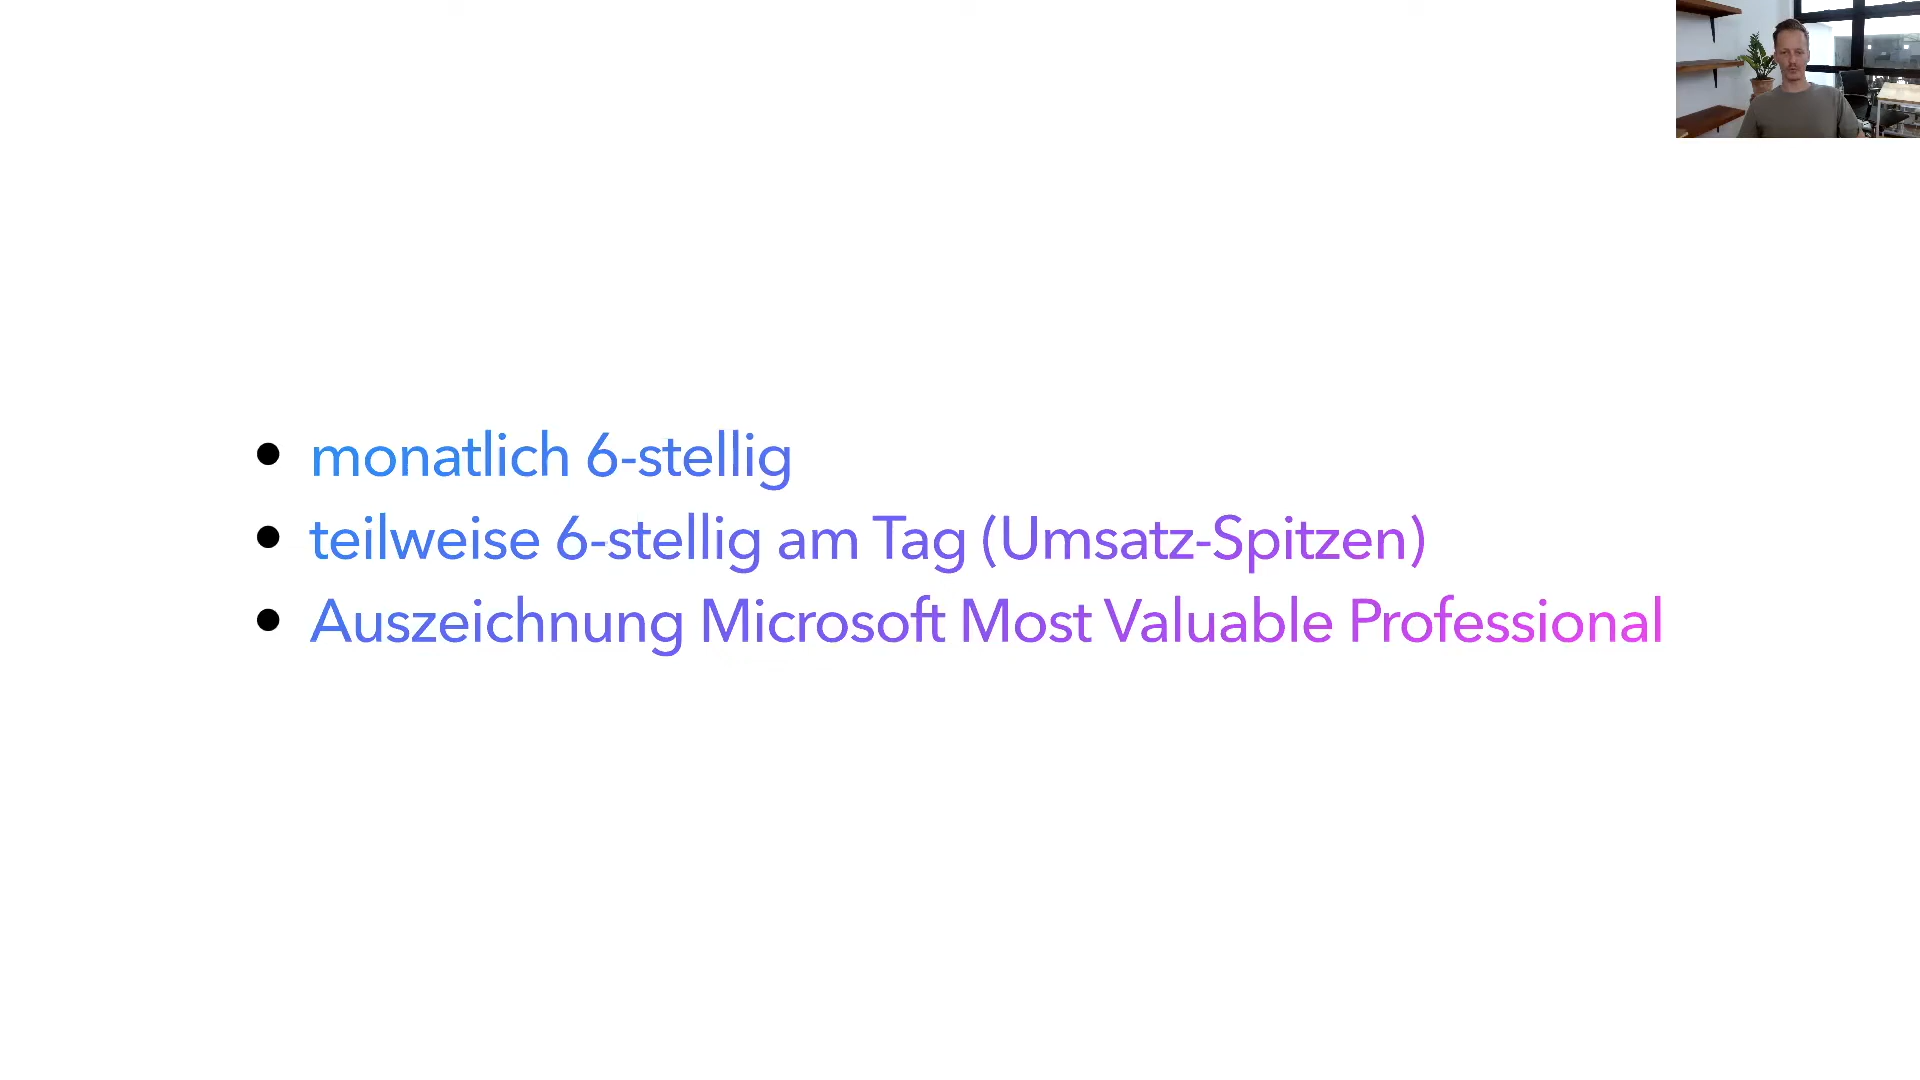 monatlich 6-stellig
teilweise 6-stellig am Tag (Umsatz-Spitzen)
Auszeichnung Microsoft Most Valuable Professional